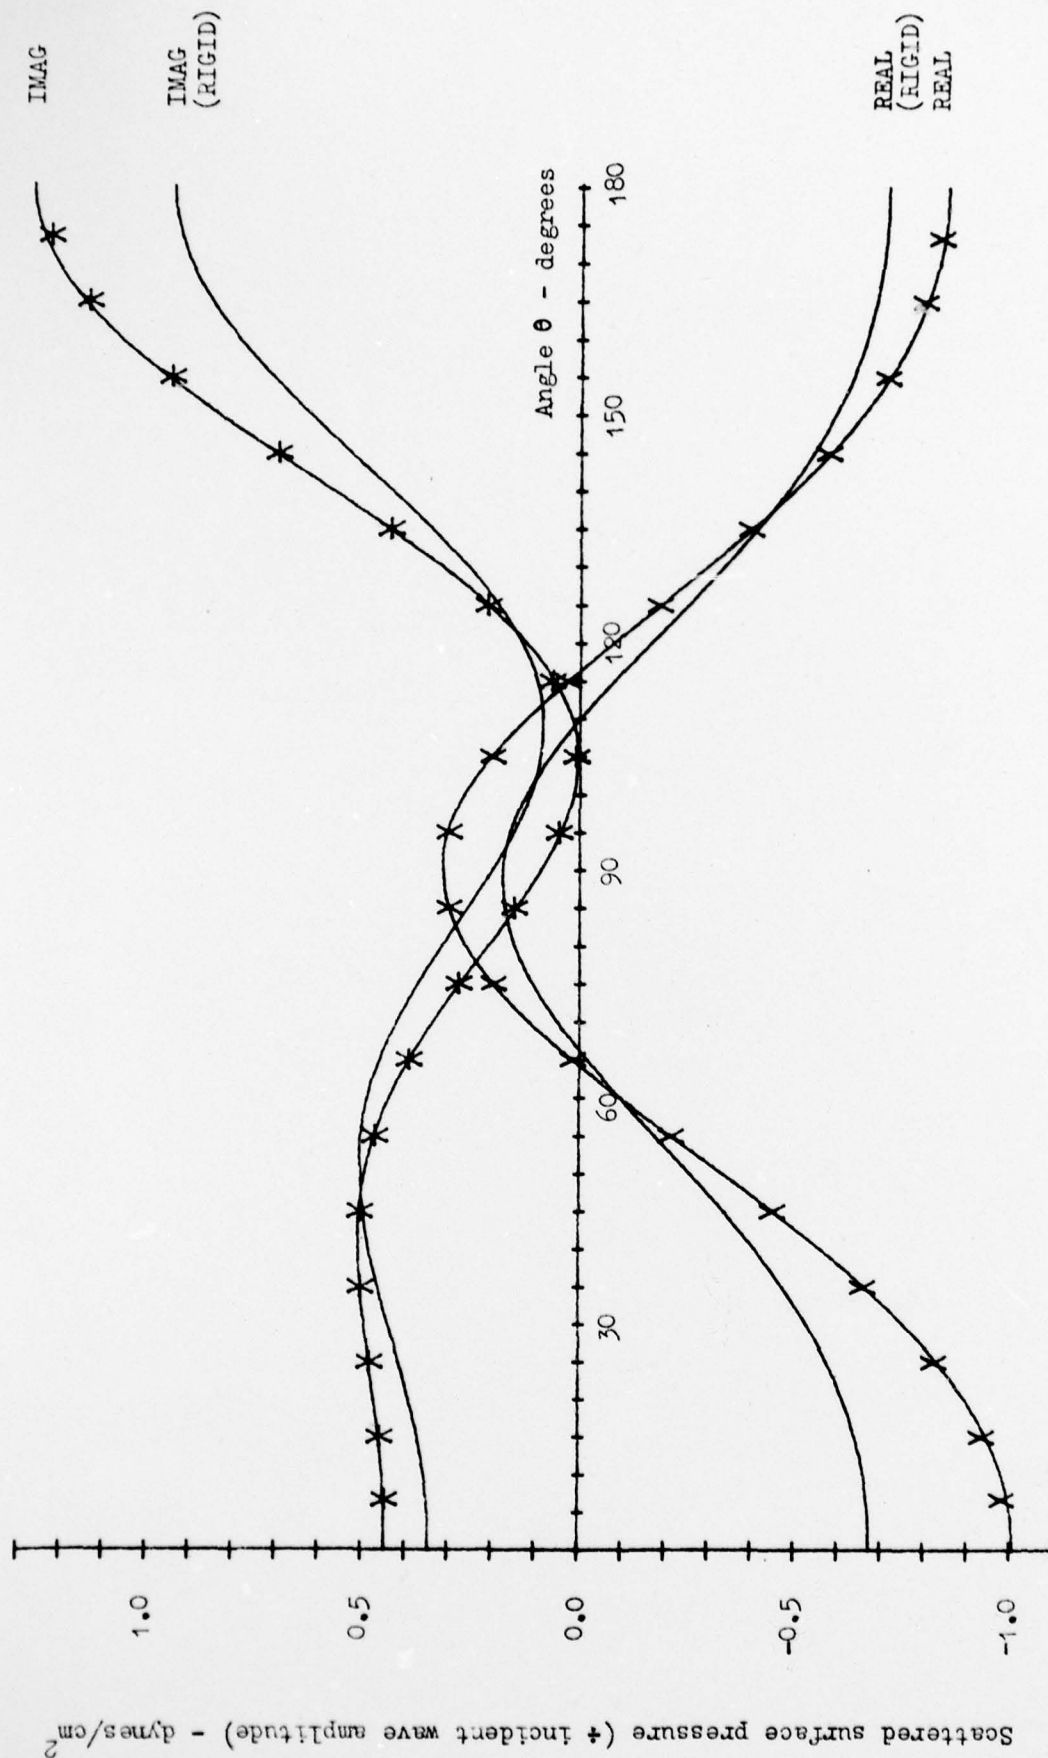 Scattered surface pressure (÷ incident wave amplitude) - dynes/cm²
1.0
0.5
0.0
-0.5
-1.0
30
60
90
120
150
180
Angle θ - degrees
IMAG
IMAG
(RIGID)
REAL
(RIGID)
REAL